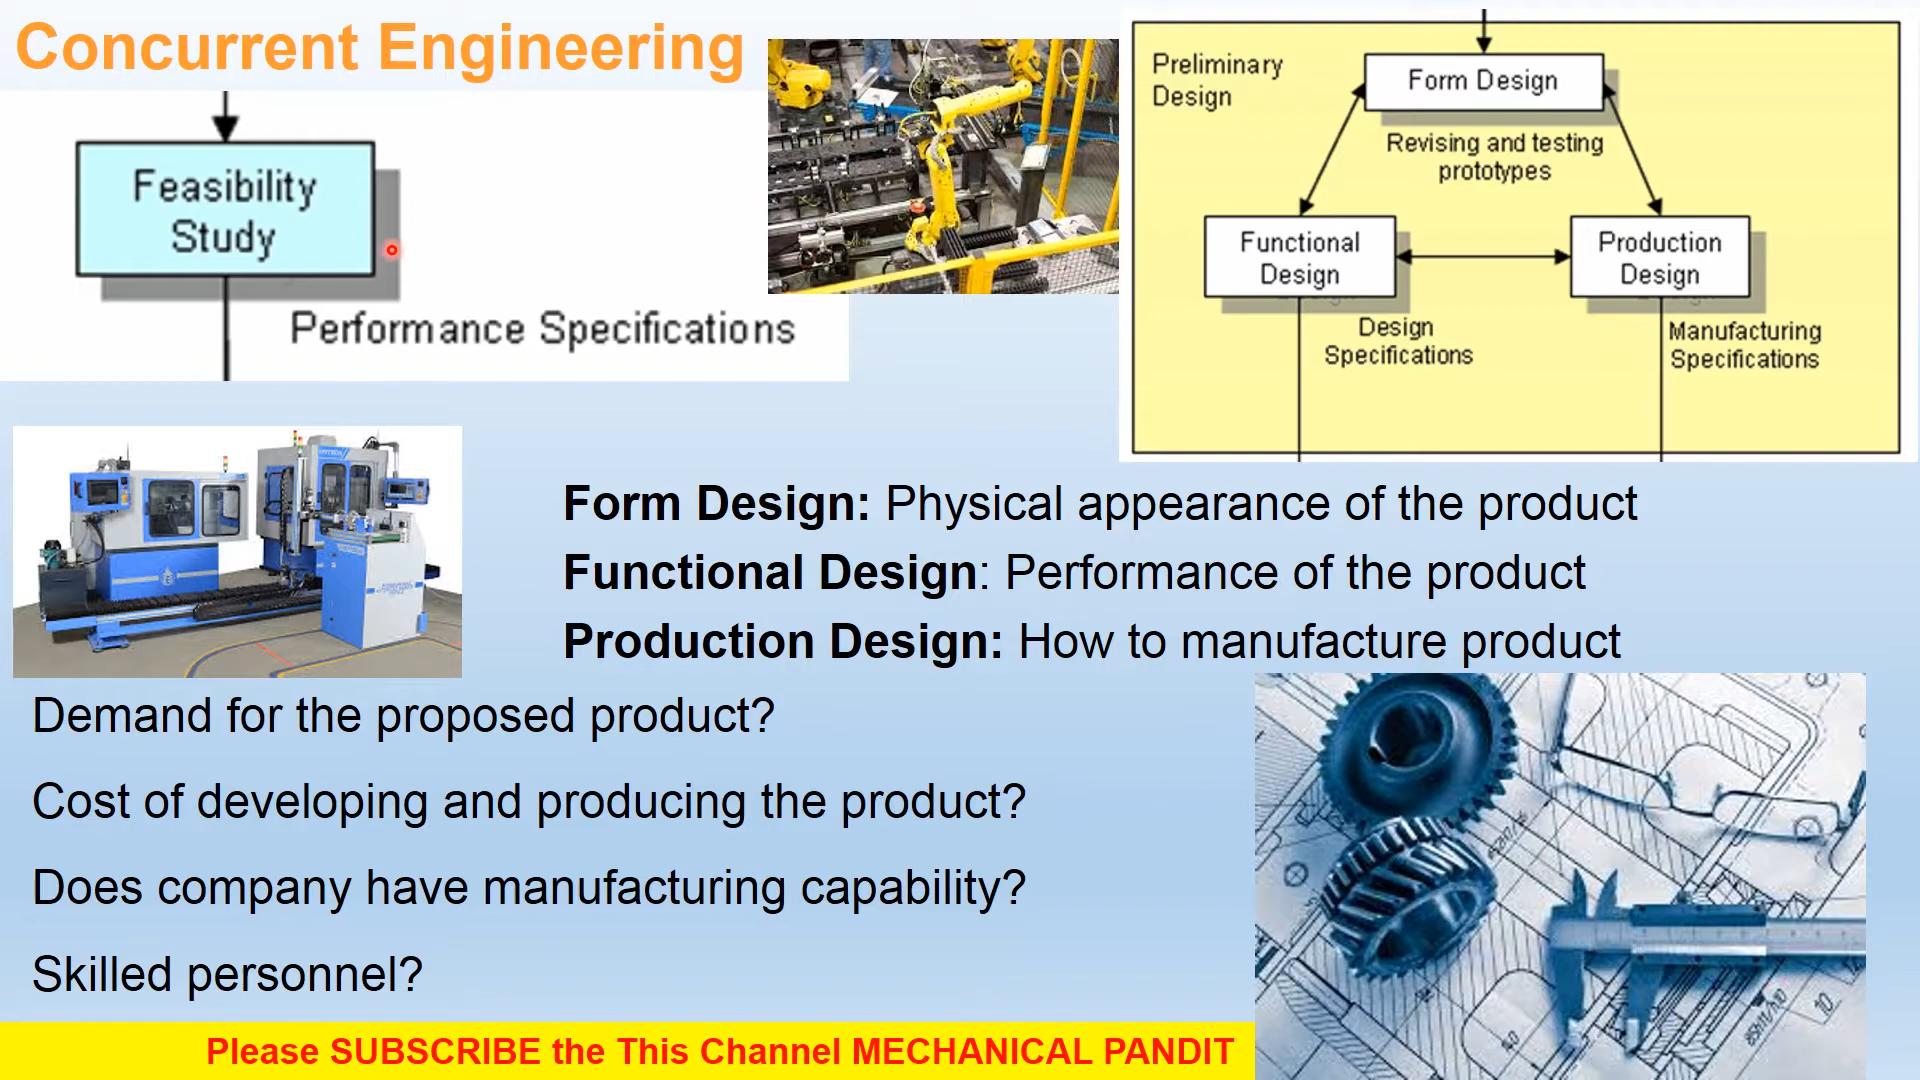 Concurrent Engineering
Feasibility
Study
Performance Specifications
Preliminary
Design
Form Design
Revising and testing
prototypes
Functional
Design
Production
Design
Design
Specifications
Manufacturing
Specifications
Form Design: Physical appearance of the product
Functional Design: Performance of the product
Production Design: How to manufacture product
Demand for the proposed product?
Cost of developing and producing the product?
Does company have manufacturing capability?
Skilled personnel?
10
Please SUBSCRIBE the This Channel MECHANICAL PANDIT